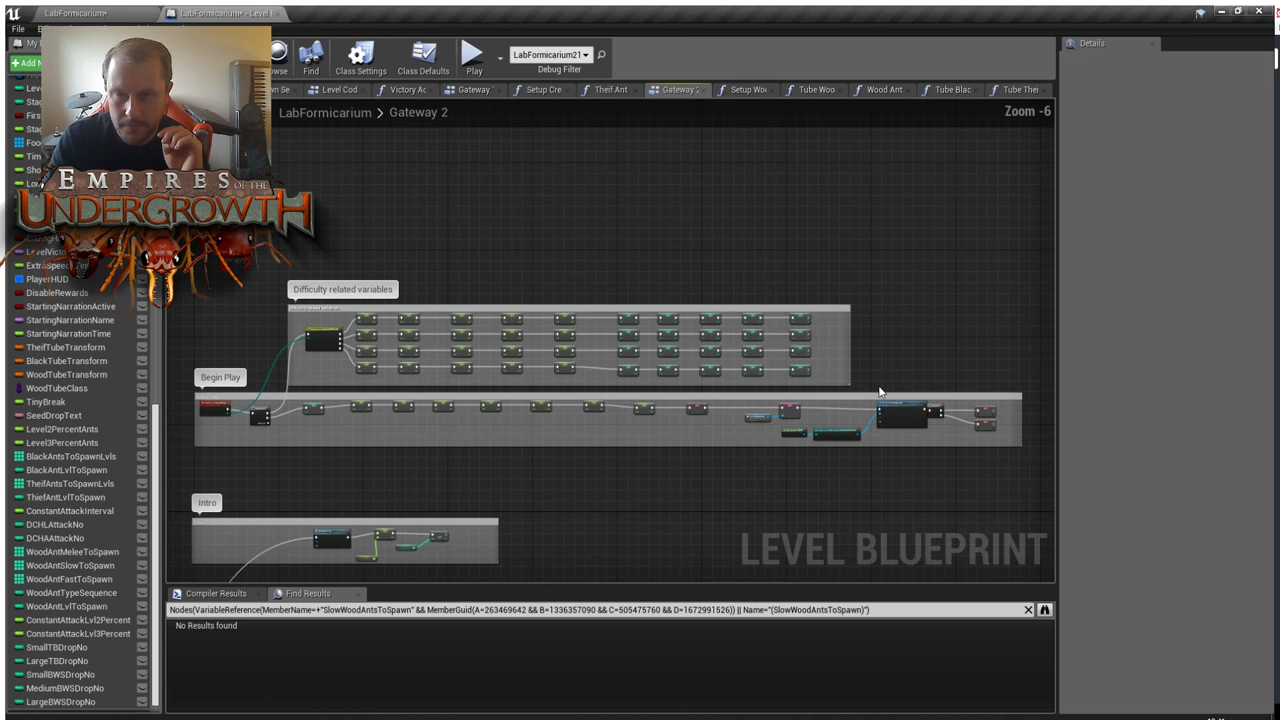 LabFormicarium*
LabFormicarium* - Level
File
My
+ Add N
Find
Class Settings
Class Defaults
Play
LabFormicarium21
Debug Filter
Details
Level Cod
Victory Ac
Gateway
Setup Cre
Theif Ant
Gateway 2
Setup Woo
Tube Woo
Wood Ant
Tube Blac
Tube Thei
LabFormicarium > Gateway 2
Zoom -6
EMPIRES OF THE
UNDERGROWTH
Difficulty related variables
Begin Play
Intro
LEVEL BLUEPRINT
PlayerHUD
DisableRewards
StartingNarrationActive
StartingNarrationName
StartingNarrationTime
TheifTubeTransform
BlackTubeTransform
WoodTubeTransform
WoodTubeClass
TinyBreak
SeedDropText
Level2PercentAnts
Level3PercentAnts
BlackAntsToSpawnLvls
BlackAntLvlToSpawn
TheifAntsToSpawnLvls
ThiefAntLvlToSpawn
ConstantAttackInterval
DCHLAttackNo
DCHAAttackNo
WoodAntMeleeToSpawn
WoodAntSlowToSpawn
WoodAntFastToSpawn
WoodAntTypeSequence
WoodAntLvlToSpawn
ConstantAttackLvl2Percent
ConstantAttackLvl3Percent
SmallTBDropNo
LargeTBDropNo
SmallBWSDropNo
MediumBWSDropNo
LargeBWSDropNo
Compiler Results
Find Results
Nodes(VariableReference(MemberName=+"SlowWoodAntsToSpawn" && MemberGuid(A=263469642 && B=1336357090 && C=505475760 && D=1672991526)) || Name="(SlowWoodAntsToSpawn)")
No Results found